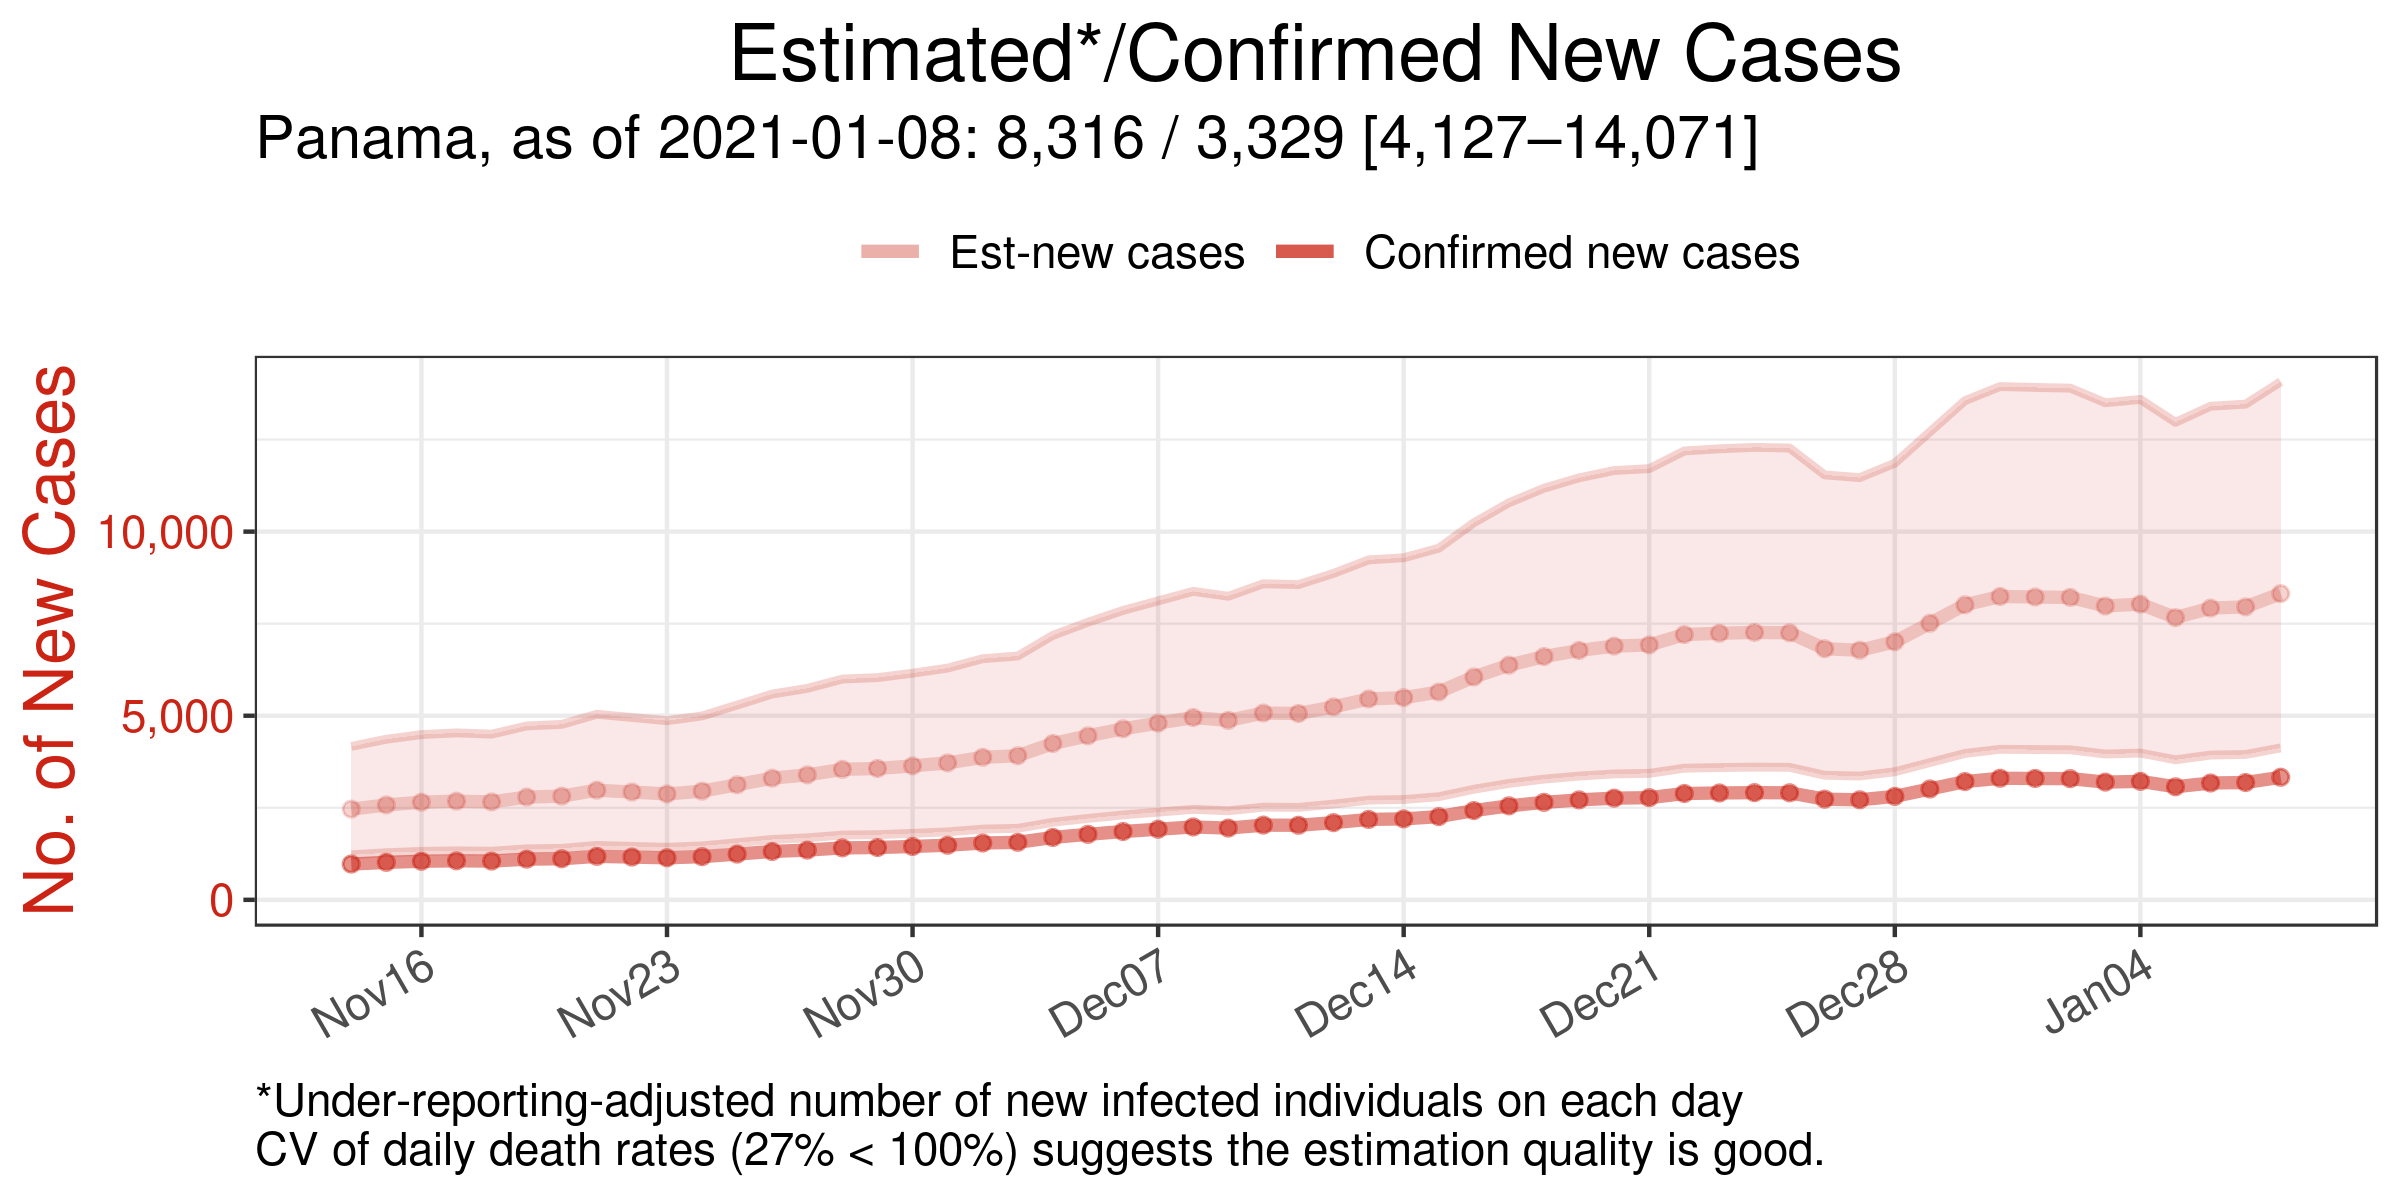 Estimated*/Confirmed New Cases
Panama, as of 2021-01-08: 8,316 / 3,329 [4,127–14,071]
Est-new cases
Confirmed new cases
No. of New Cases
10,000
5,000
0
Nov16
Nov23
Nov30
Dec07
Dec14
Dec21
Dec28
Jan04
*Under-reporting-adjusted number of new infected individuals on each day
CV of daily death rates (27% < 100%) suggests the estimation quality is good.